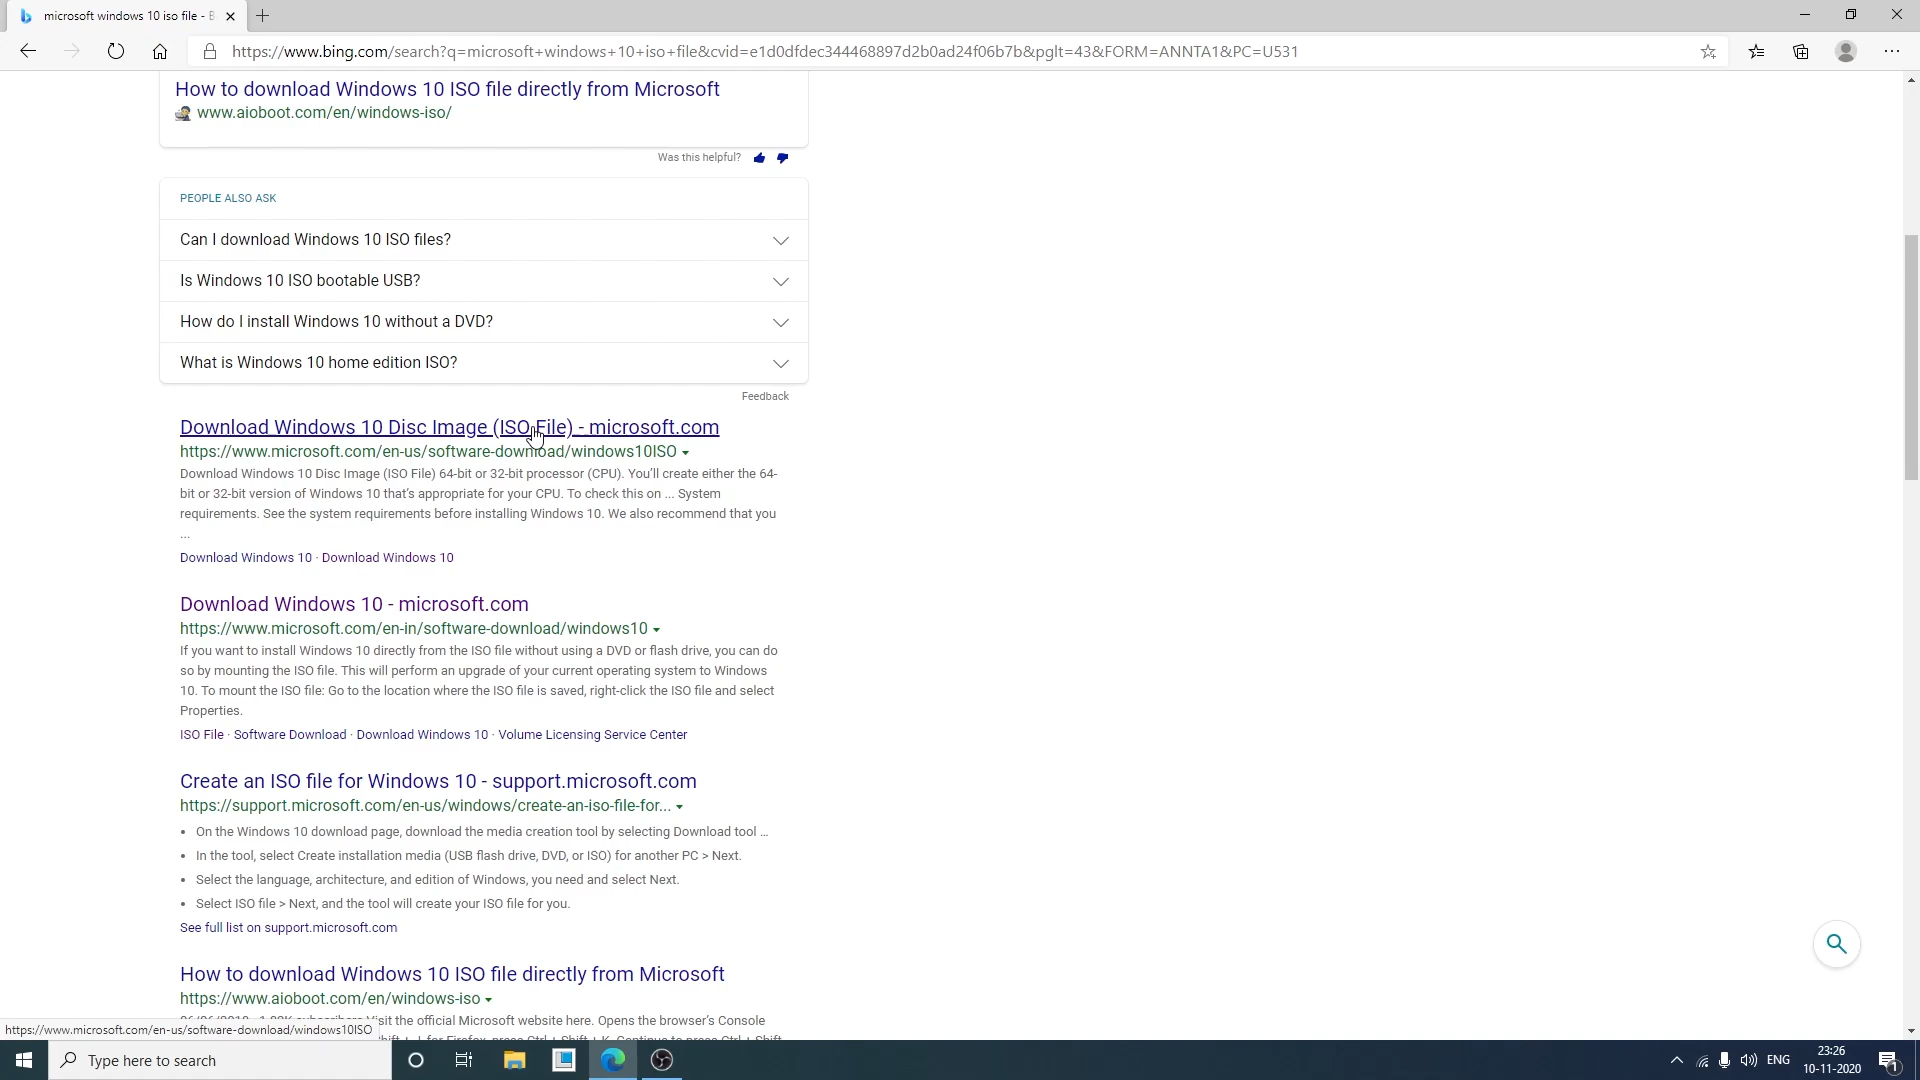 microsoft windows 10 iso file - B
https://www.bing.com/search?q=microsoft+windows+10+iso+file&cvid=e1d0dfdec344468897d2b0ad24f06b7b&pglt=43&FORM=ANNTA1&PC=U531
How to download Windows 10 ISO file directly from Microsoft
www.aioboot.com/en/windows-iso/
Was this helpful?
PEOPLE ALSO ASK
Can I download Windows 10 ISO files?
Is Windows 10 ISO bootable USB?
How do I install Windows 10 without a DVD?
What is Windows 10 home edition ISO?
Feedback
Download Windows 10 Disc Image (ISO File) - microsoft.com
https://www.microsoft.com/en-us/software-download/windows10ISO
Download Windows 10 Disc Image (ISO File) 64-bit or 32-bit processor (CPU). You'll create either the 64-
bit or 32-bit version of Windows 10 that's appropriate for your CPU. To check this on ... System
requirements. See the system requirements before installing Windows 10. We also recommend that you
...
Download Windows 10 · Download Windows 10
Download Windows 10 - microsoft.com
https://www.microsoft.com/en-in/software-download/windows10
If you want to install Windows 10 directly from the ISO file without using a DVD or flash drive, you can do
so by mounting the ISO file. This will perform an upgrade of your current operating system to Windows
10. To mount the ISO file: Go to the location where the ISO file is saved, right-click the ISO file and select
Properties.
ISO File · Software Download · Download Windows 10 · Volume Licensing Service Center
Create an ISO file for Windows 10 - support.microsoft.com
https://support.microsoft.com/en-us/windows/create-an-iso-file-for...
• On the Windows 10 download page, download the media creation tool by selecting Download tool ...
• In the tool, select Create installation media (USB flash drive, DVD, or ISO) for another PC > Next.
• Select the language, architecture, and edition of Windows, you need and select Next.
• Select ISO file > Next, and the tool will create your ISO file for you.
See full list on support.microsoft.com
How to download Windows 10 ISO file directly from Microsoft
https://www.aioboot.com/en/windows-iso
Visit the official Microsoft website here. Opens the browser's Console
https://www.microsoft.com/en-us/software-download/windows10ISO
Type here to search
ENG
23:26
10-11-2020
1